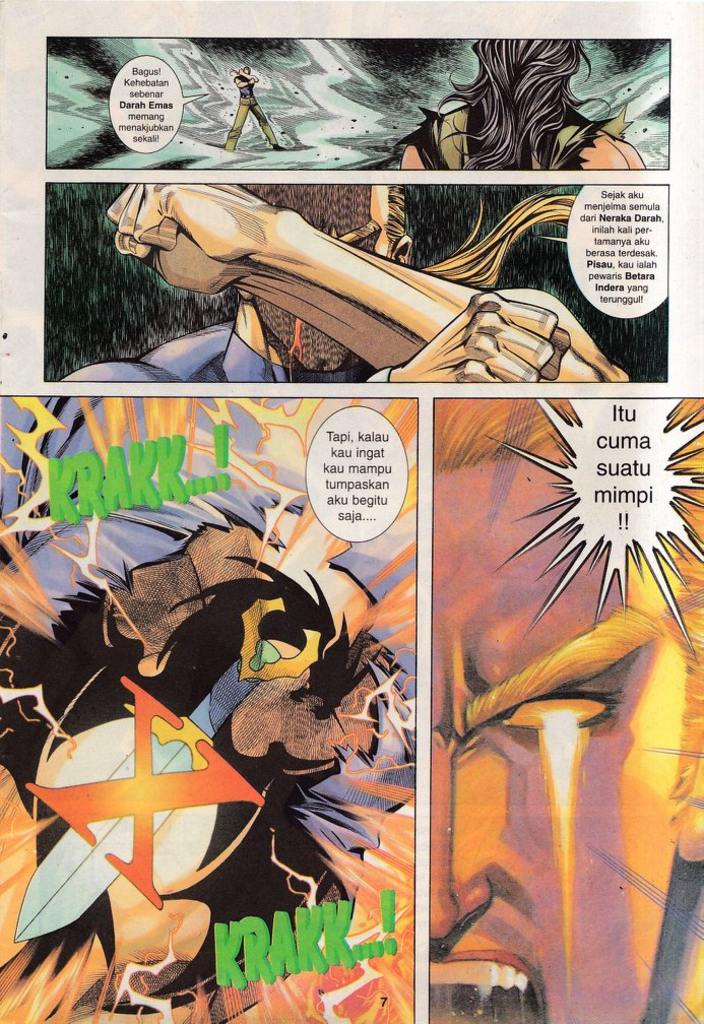 Bagus!
Kehebatan
sebenar
Darah Emas
memang
menakjubkan
sekali!
Sejak aku
menjelma semula
dari Neraka Darah,
inilah kali per-
tamanya aku
berasa terdesak.
Pisau, kau ialah
pewaris Betara
Indera yang
terunggul!
KRAKK....!
Tapi, kalau
kau ingat
kau mampu
tumpaskan
aku begitu
saja....
Itu
cuma
suatu
mimpi
!!
KRAKK....!
7